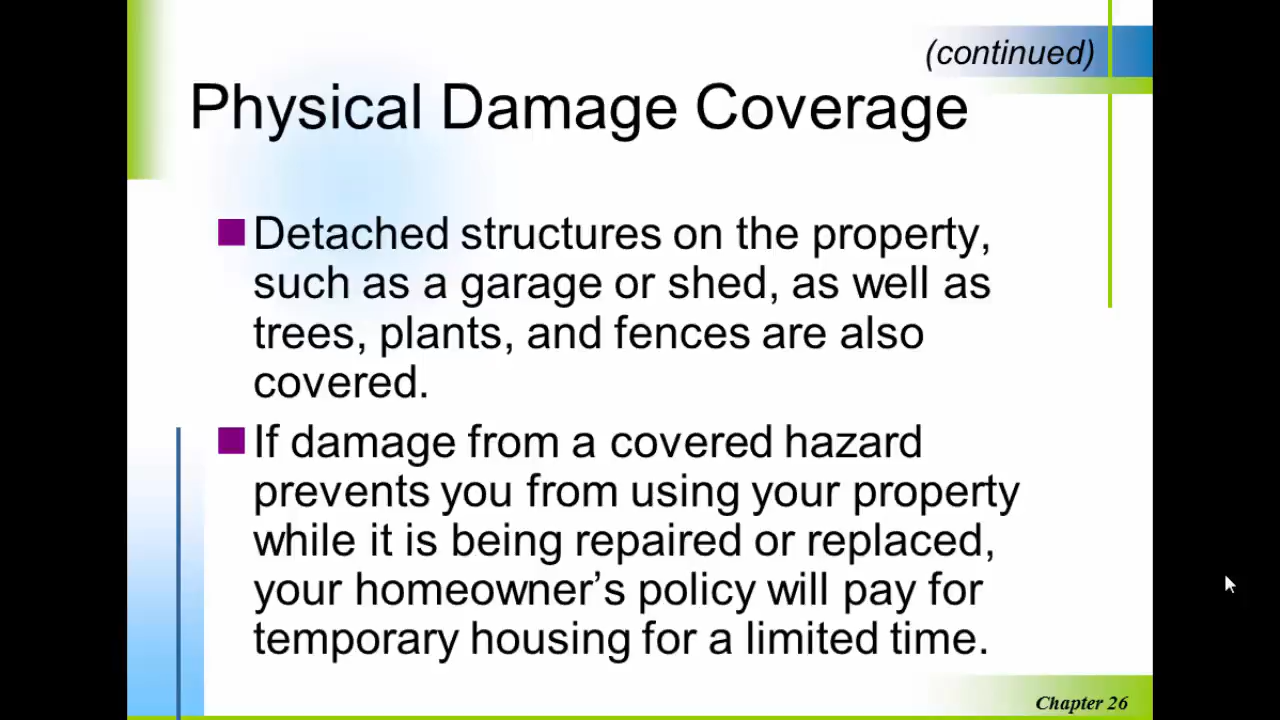 (continued)
Physical Damage Coverage
Detached structures on the property,
such as a garage or shed, as well as
trees, plants, and fences are also
covered.
If damage from a covered hazard
prevents you from using your property
while it is being repaired or replaced,
your homeowner’s policy will pay for
temporary housing for a limited time.
Chapter 26